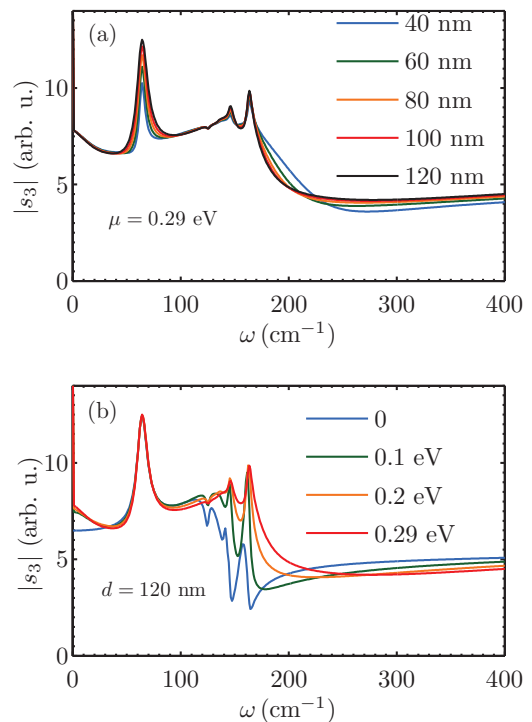 (a)
40 nm
60 nm
80 nm
100 nm
120 nm
10
5
0
|s₃| (arb. u.)
μ = 0.29 eV
0 100 200 300 400
ω (cm⁻¹)
(b)
0
0.1 eV
0.2 eV
0.29 eV
10
5
0
|s₃| (arb. u.)
d = 120 nm
0 100 200 300 400
ω (cm⁻¹)